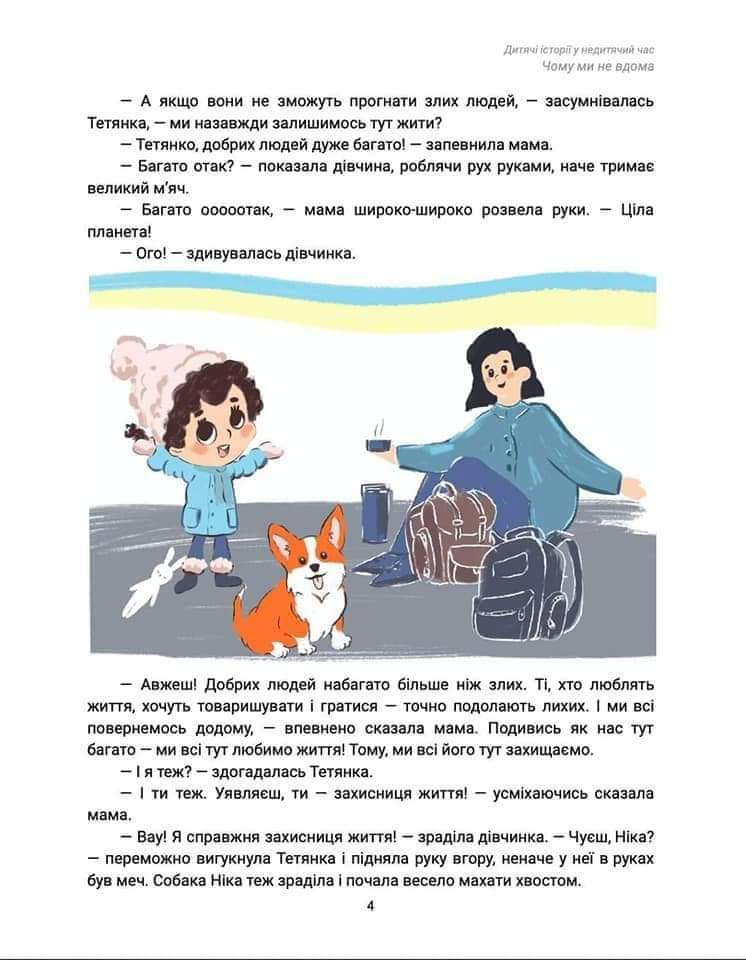 Дитячі історії у недитячий час
Чому ми не вдома
— А якщо вони не зможуть прогнати злих людей, — засумнівалась
Тетянка, — ми назавжди залишимось тут жити?
— Тетянко, добрих людей дуже багато! — запевнила мама.
— Багато отак? — показала дівчина, роблячи рух руками, наче тримає
великий м’яч.
— Багато ооооотак, — мама широко-широко розвела руки. — Ціла
планета!
— Ого! — здивувалась дівчинка.
— Авжеш! Добрих людей набагато більше ніж злих. Ті, хто люблять
життя, хочуть товаришувати і гратися — точно подолають лихих. І ми всі
повернемось додому, — впевнено сказала мама. Подивись як нас тут
багато — ми всі тут любимо життя! Тому, ми всі його тут захищаємо.
— І я теж? — здогадалась Тетянка.
— І ти теж. Уявляєш, ти — захисниця життя! — усміхаючись сказала
мама.
— Вау! Я справжня захисниця життя! — зраділа дівчинка. — Чуєш, Ніка?
— переможно вигукнула Тетянка і підняла руку вгору, неначе у неї в руках
був меч. Собака Ніка теж зраділа і почала весело махати хвостом.
4